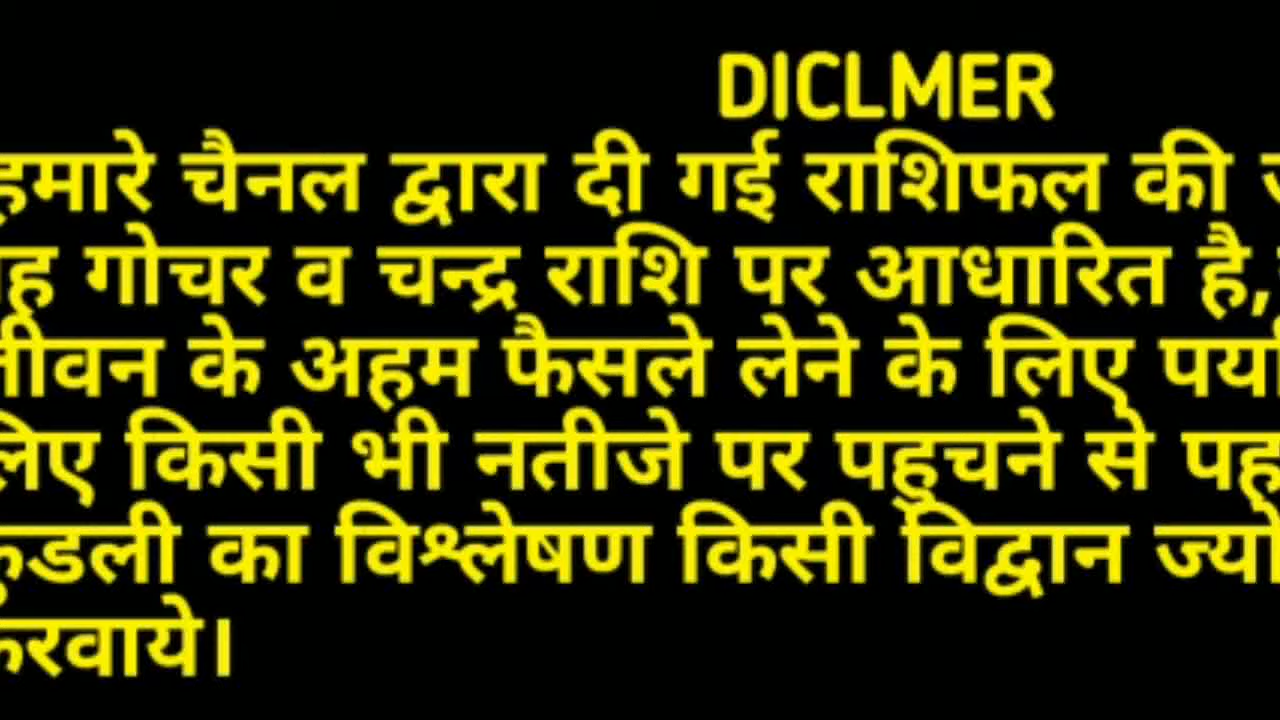 DICLMER
हमारे चैनल द्वारा दी गई राशिफल की
गोचर व चन्द्र राशि पर आधारित है,
जीवन के अहम फैसले लेने के लिए
लिए किसी भी नतीजे पर पहुचने से
कुडली का विश्लेषण किसी विद्वान
करवाये।